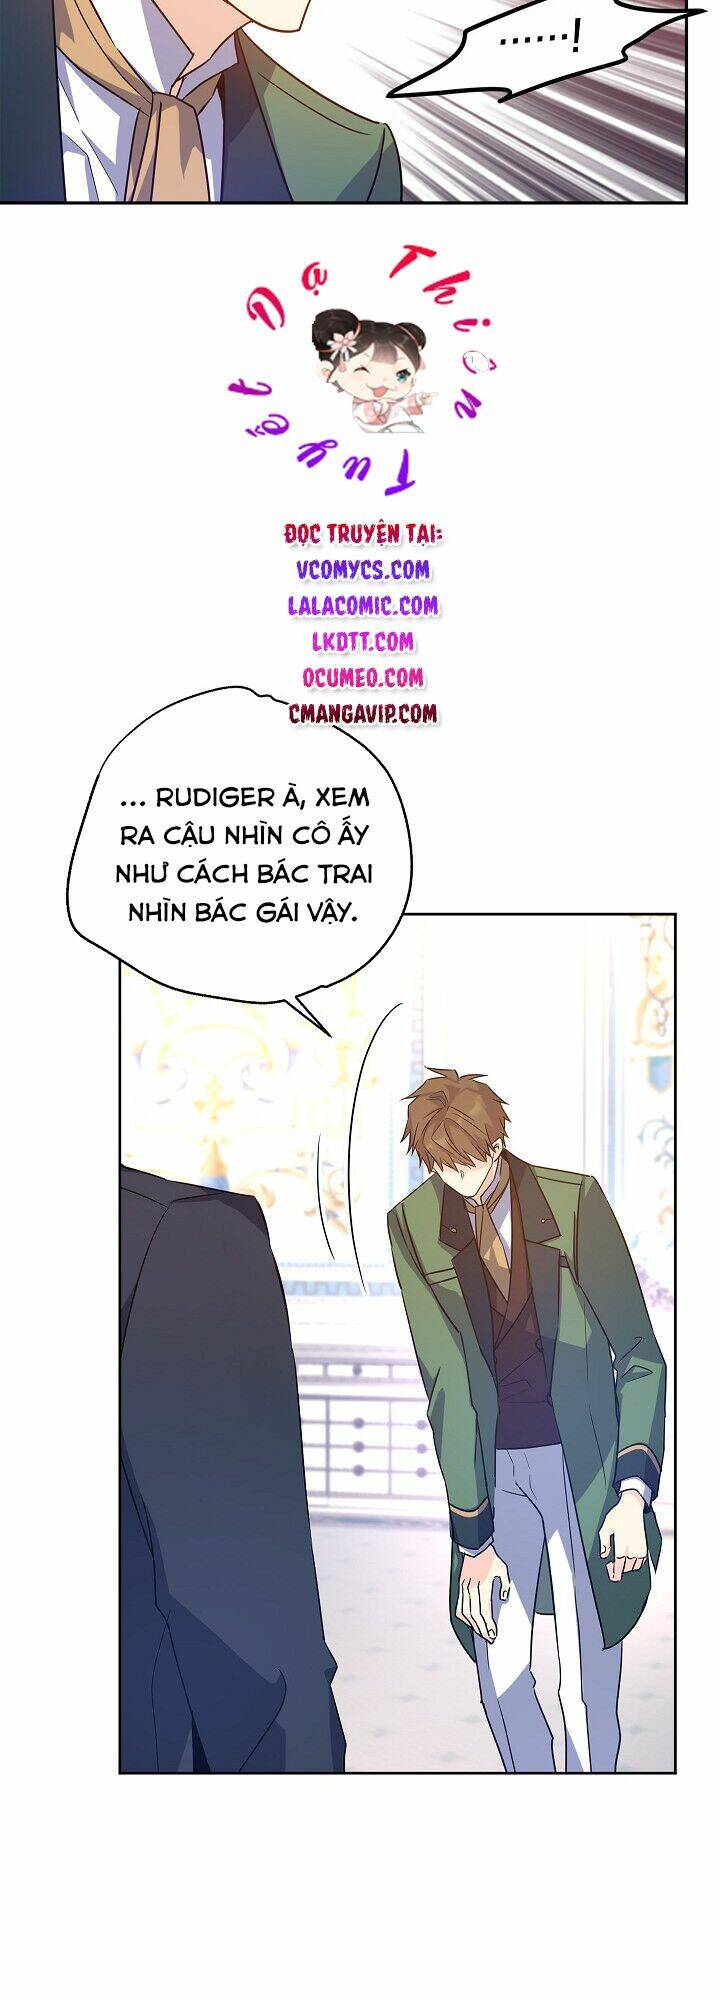 .......!
Dạ Thiên
Tuyết
ĐỌC TRUYỆN TẠI:
VCOMYCS.COM
LALACOMIC.COM
LKDTT.COM
OCUMEO.COM
CMANGAVIP.COM
... RUDIGER À, XEM
RA CẬU NHÌN CÔ ẤY
NHƯ CÁCH BÁC TRAI
NHÌN BÁC GÁI VẬY.